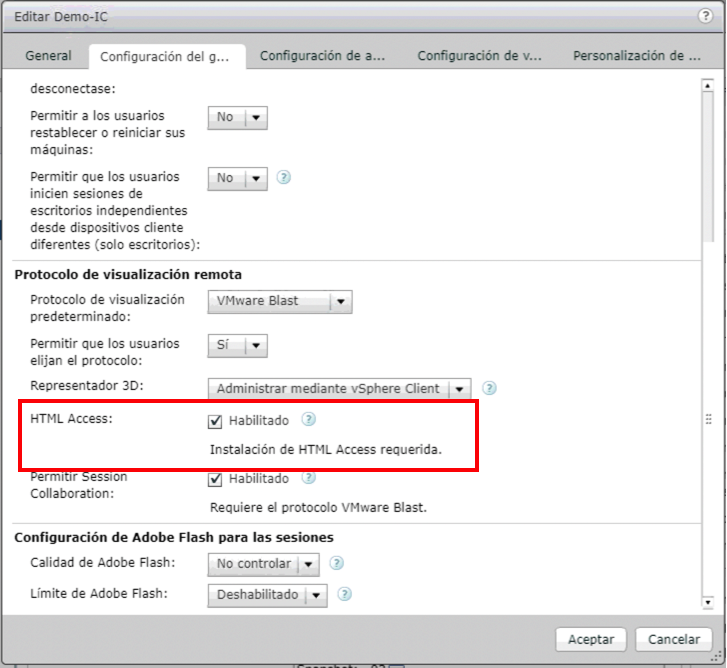 Editar Demo-IC
?
General
Configuración del g...
Configuración de a...
Configuración de v...
Personalización de ...
desconectase:
Permitir a los usuarios
restablecer o reiniciar sus
máquinas:
No
Permitir que los usuarios
inicien sesiones de
escritorios independientes
desde dispositivos cliente
diferentes (solo escritorios):
No
?
Protocolo de visualización remota
Protocolo de visualización
predeterminado:
VMware Blast
Permitir que los usuarios
elijan el protocolo:
Sí
Representador 3D:
Administrar mediante vSphere Client
?
HTML Access:
Habilitado
?
Instalación de HTML Access requerida.
Permitir Session
Collaboration:
Habilitado
?
Requiere el protocolo VMware Blast.
Configuración de Adobe Flash para las sesiones
Calidad de Adobe Flash:
No controlar
?
Límite de Adobe Flash:
Deshabilitado
?
Aceptar
Cancelar